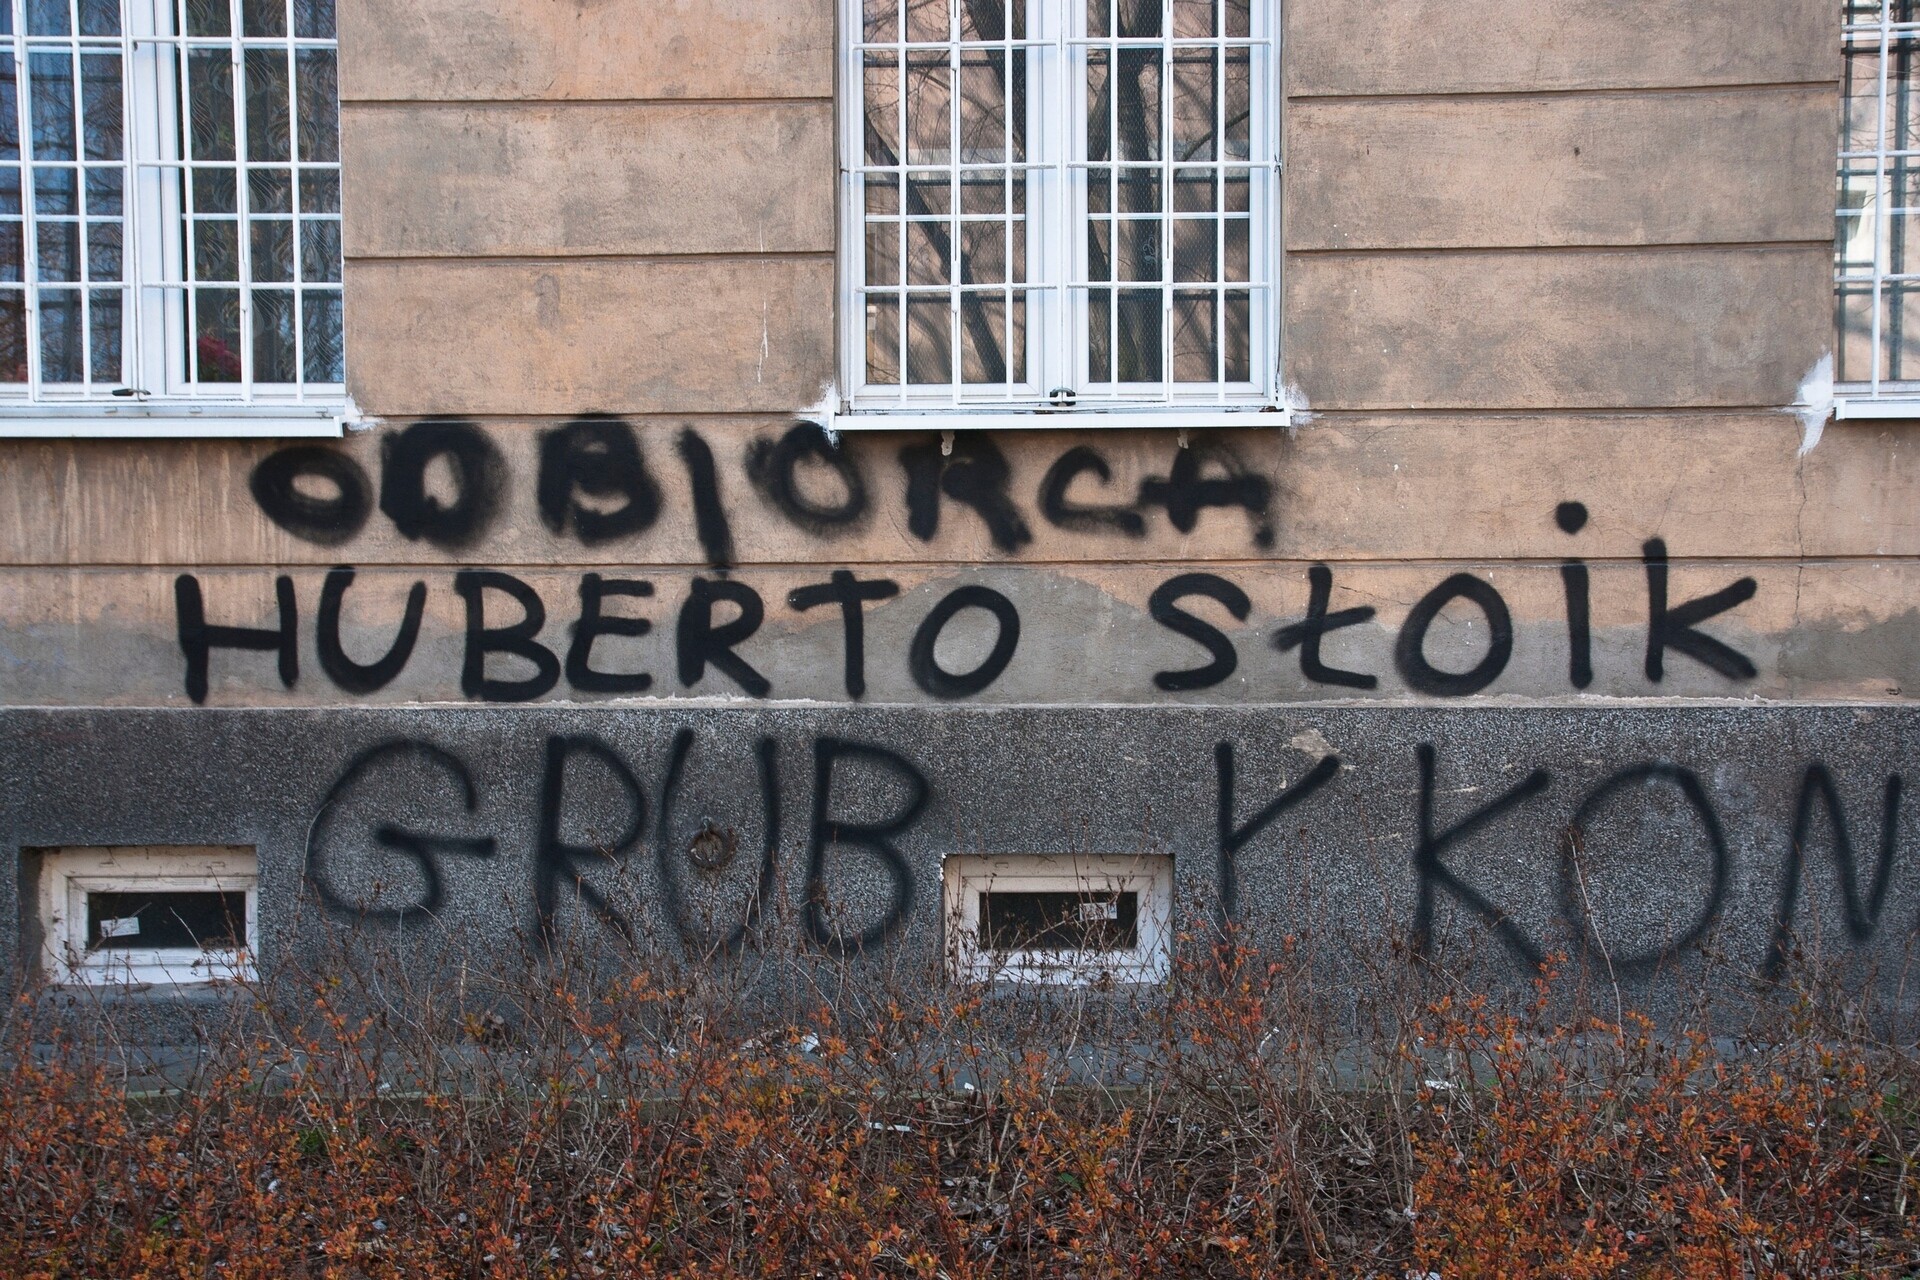 ODBIORCA
HUBERTO SŁOiK
GRUB Y KON